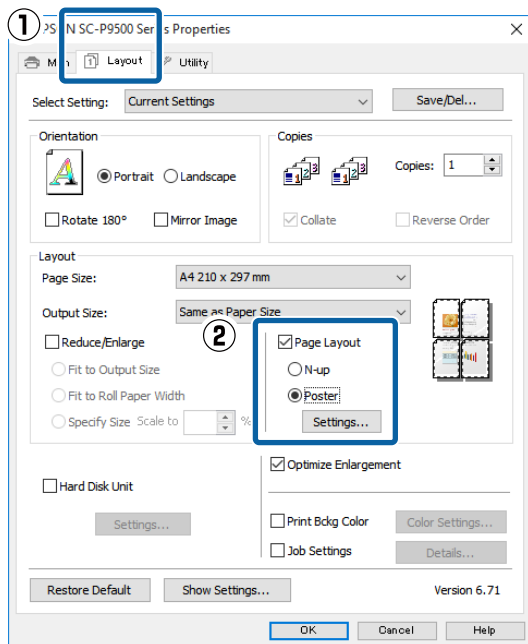 1
EPSON SC-P9500 Series Properties
Main Layout Utility
Select Setting: Current Settings Save/Del...
Orientation Copies
Portrait Landscape Copies: 1
Rotate 180° Mirror Image Collate Reverse Order
Layout
Page Size: A4 210 x 297 mm
Output Size: Same as Paper Size
2
Reduce/Enlarge Page Layout
Fit to Output Size N-up
Fit to Roll Paper Width Poster
Specify Size Scale to % Settings...
Optimize Enlargement
Hard Disk Unit
Settings... Print Bckg Color Color Settings...
Job Settings Details...
Restore Default Show Settings... Version 6.71
OK Cancel Help